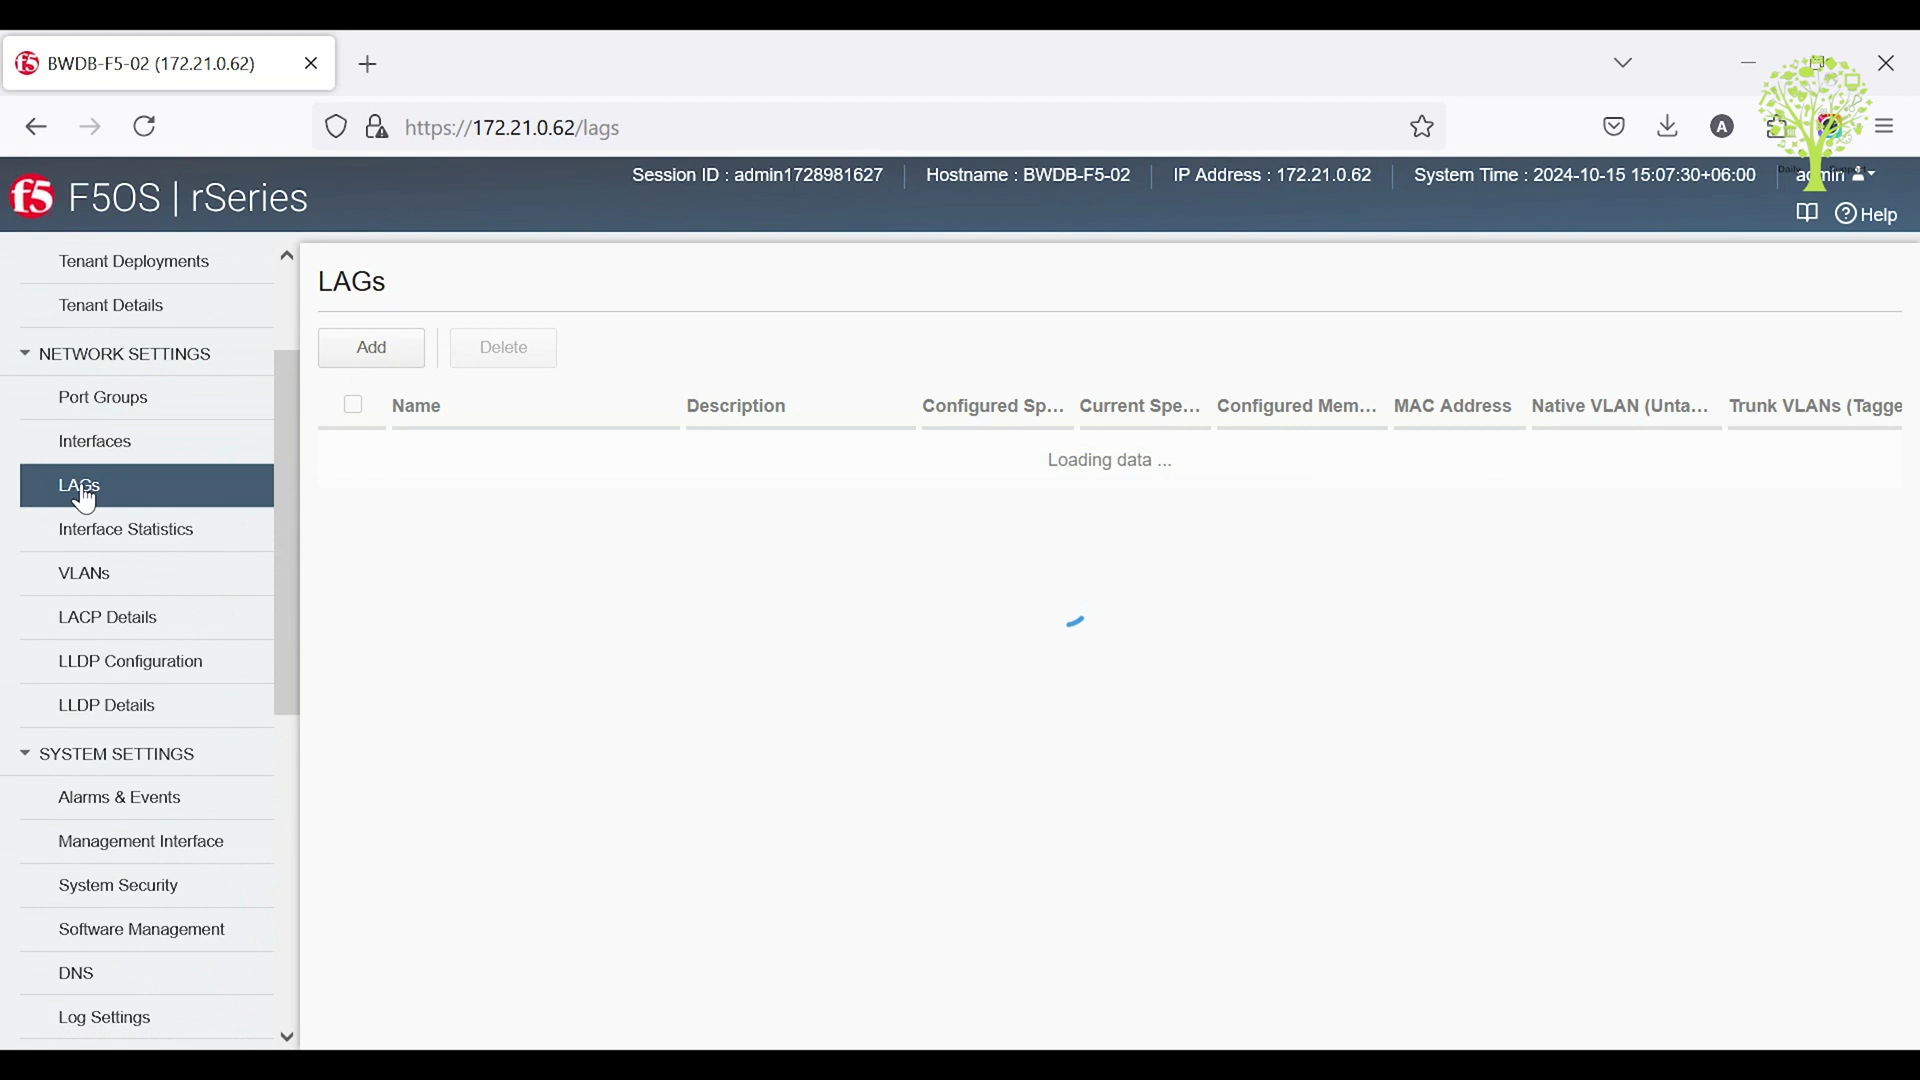 BWDB-F5-02 (172.21.0.62)
https://172.21.0.62/lags
A
f5 F5OS | rSeries
Session ID : admin1728981627
Hostname : BWDB-F5-02
IP Address : 172.21.0.62
System Time : 2024-10-15 15:07:30+06:00
admin
Help
Tenant Deployments
Tenant Details
NETWORK SETTINGS
Port Groups
Interfaces
LAGs
Interface Statistics
VLANs
LACP Details
LLDP Configuration
LLDP Details
SYSTEM SETTINGS
Alarms & Events
Management Interface
System Security
Software Management
DNS
Log Settings
LAGs
Add
Delete
Name Description Configured Sp... Current Spe... Configured Mem... MAC Address Native VLAN (Unta... Trunk VLANs (Tagge
Loading data ...